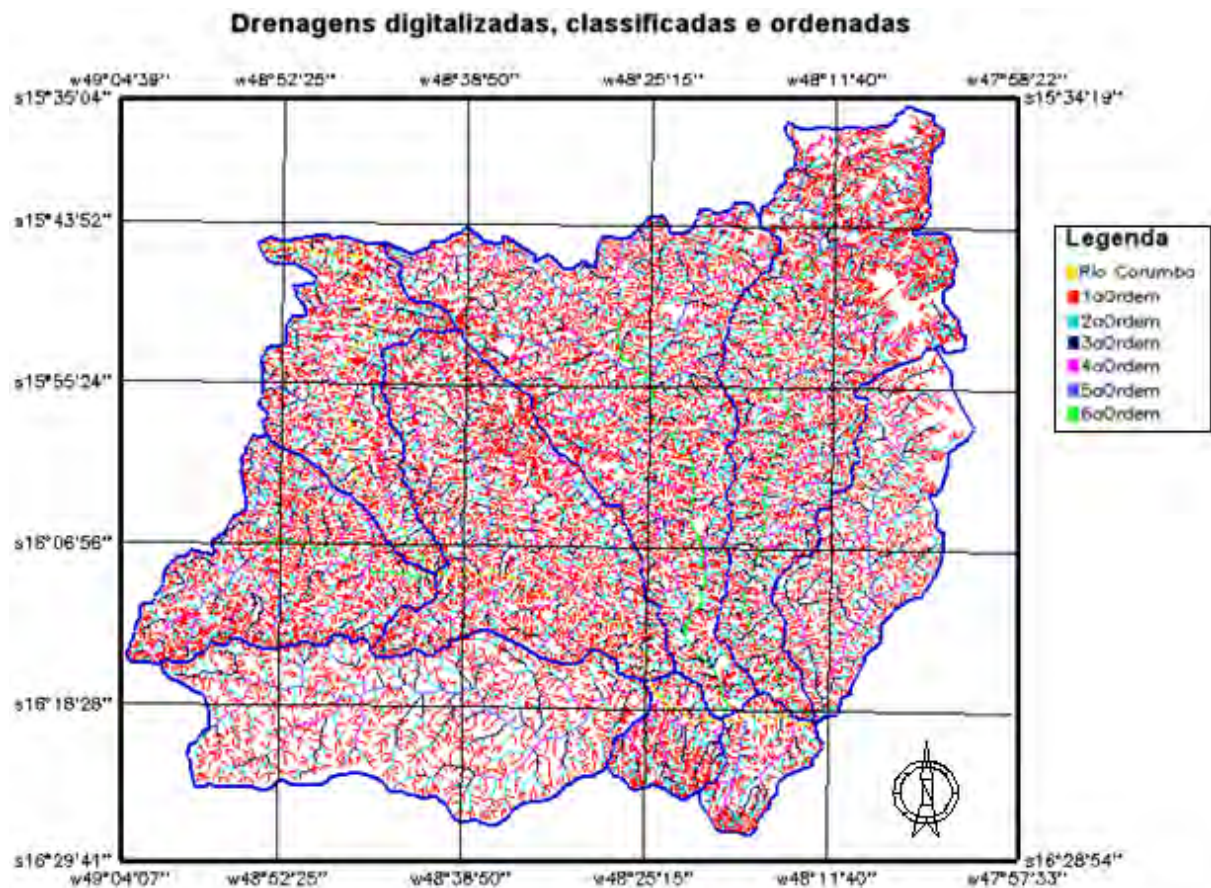 Drenagens digitalizadas, classificadas e ordenadas
w49°04'39" w48°52'25" w48°38'50" w48°25'15" w48°11'40" w47°58'22"
s15°35'04" s15°34'19"
s15°43'52"
Legenda
Rio Corumba
1aOrdem
2aOrdem
3aOrdem
4aOrdem
5aOrdem
6aOrdem
s15°55'24"
s16°06'56"
s16°18'28"
N
s16°29'41" s16°28'54"
w49°04'07" w48°52'25" w48°38'50" w48°25'15" w48°11'40" w47°57'33"